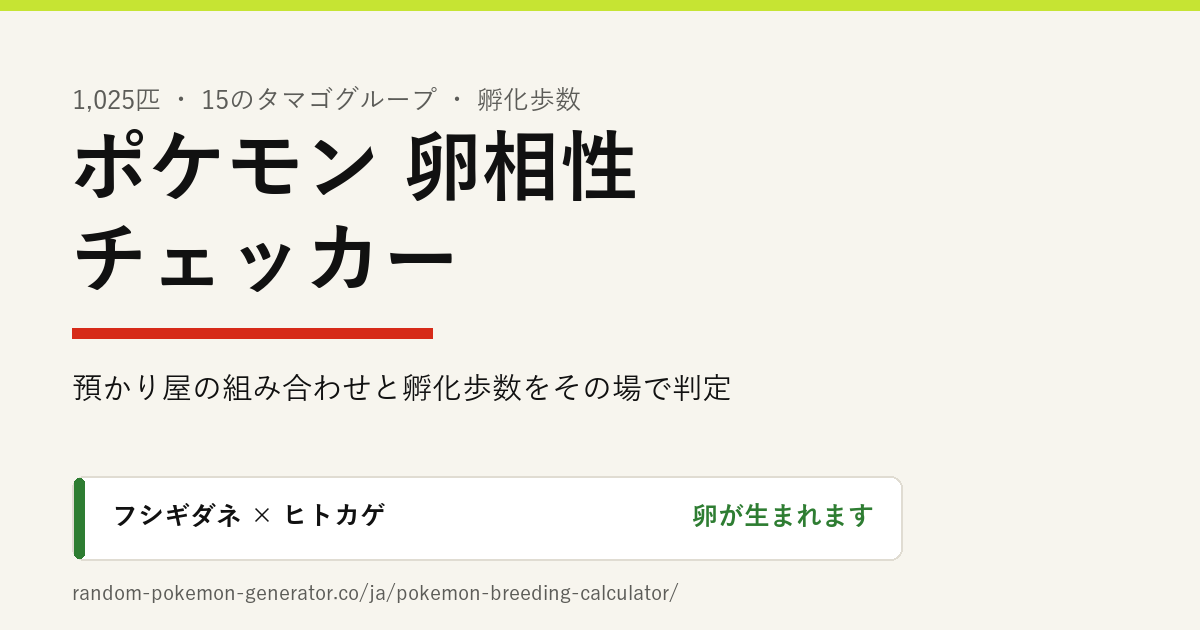 1,025匹 ・ 15のタマゴグループ ・ 孵化歩数
ポケモン 卵相性
チェッカー
預かり屋の組み合わせと孵化歩数をその場で判定
フシギダネ × ヒトカゲ 卵が生まれます
random-pokemon-generator.co/ja/pokemon-breeding-calculator/